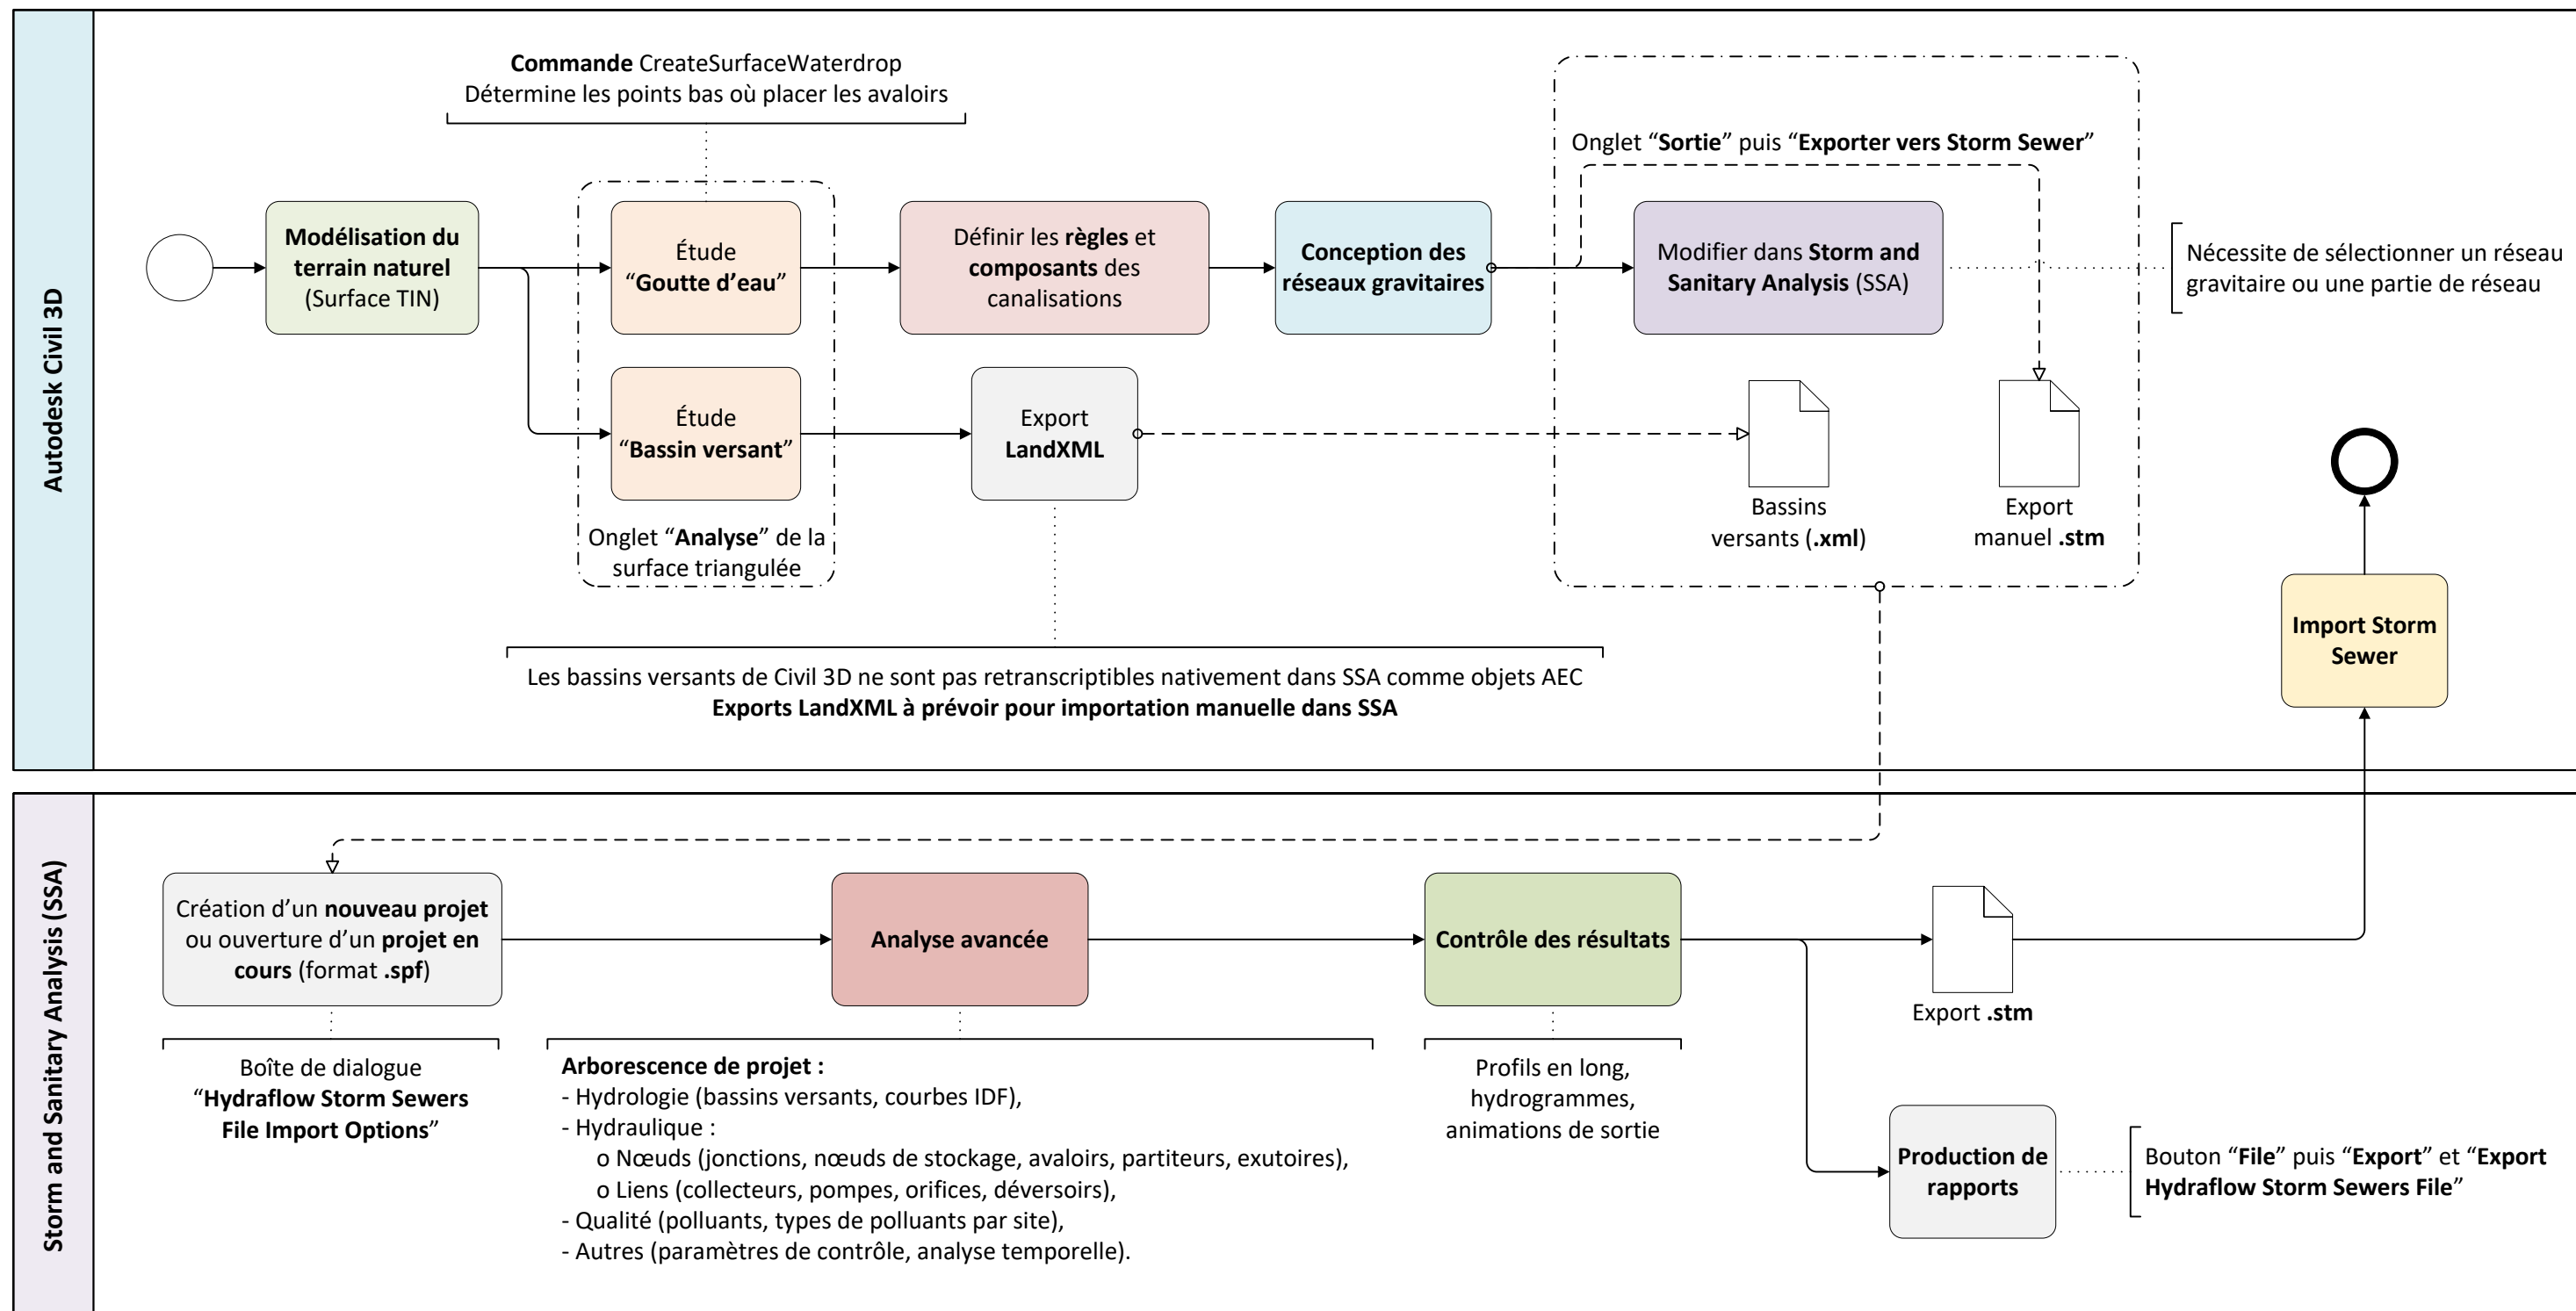 Autodesk Civil 3D
Commande CreateSurfaceWaterdrop
Détermine les points bas où placer les avaloirs
Modélisation du
terrain naturel
(Surface TIN)
Étude
“Goutte d’eau”
Étude
“Bassin versant”
Onglet “Analyse” de la
surface triangulée
Définir les règles et
composants des
canalisations
Export
LandXML
Conception des
réseaux gravitaires
Onglet “Sortie” puis “Exporter vers Storm Sewer”
Modifier dans Storm and
Sanitary Analysis (SSA)
Nécessite de sélectionner un réseau
gravitaire ou une partie de réseau
Bassins
versants (.xml)
Export
manuel .stm
Les bassins versants de Civil 3D ne sont pas retranscriptibles nativement dans SSA comme objets AEC
Exports LandXML à prévoir pour importation manuelle dans SSA
Import Storm
Sewer
Storm and Sanitary Analysis (SSA)
Création d’un nouveau projet
ou ouverture d’un projet en
cours (format .spf)
Boîte de dialogue
“Hydraflow Storm Sewers
File Import Options”
Analyse avancée
Arborescence de projet :
- Hydrologie (bassins versants, courbes IDF),
- Hydraulique :
o Nœuds (jonctions, nœuds de stockage, avaloirs, partiteurs, exutoires),
o Liens (collecteurs, pompes, orifices, déversoirs),
- Qualité (polluants, types de polluants par site),
- Autres (paramètres de contrôle, analyse temporelle).
Contrôle des résultats
Profils en long,
hydrogrammes,
animations de sortie
Export .stm
Production de
rapports
Bouton “File” puis “Export” et “Export
Hydraflow Storm Sewers File”